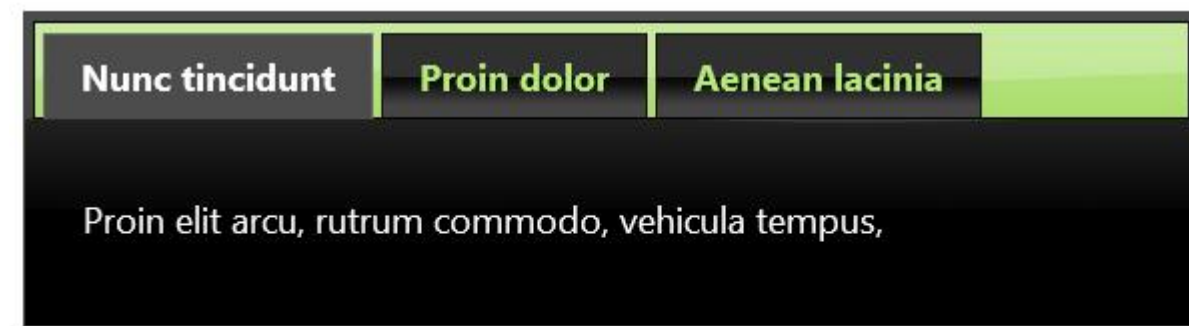 Nunc tincidunt Proin dolor Aenean lacinia
Proin elit arcu, rutrum commodo, vehicula tempus,